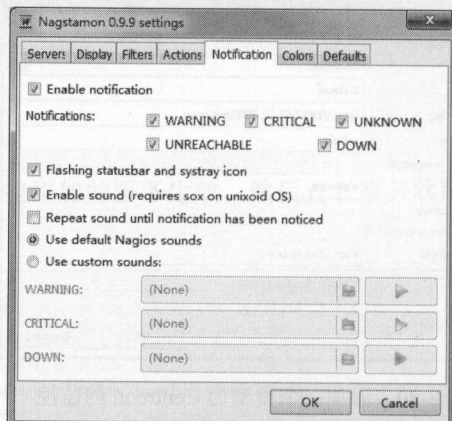 Nagstamon 0.9.9 settings
Servers Display Filters Actions Notification Colors Defaults
Enable notification
Notifications: WARNING CRITICAL UNKNOWN
UNREACHABLE DOWN
Flashing statusbar and systray icon
Enable sound (requires sox on unixoid OS)
Repeat sound until notification has been noticed
Use default Nagios sounds
Use custom sounds:
WARNING: (None)
CRITICAL: (None)
DOWN: (None)
OK Cancel